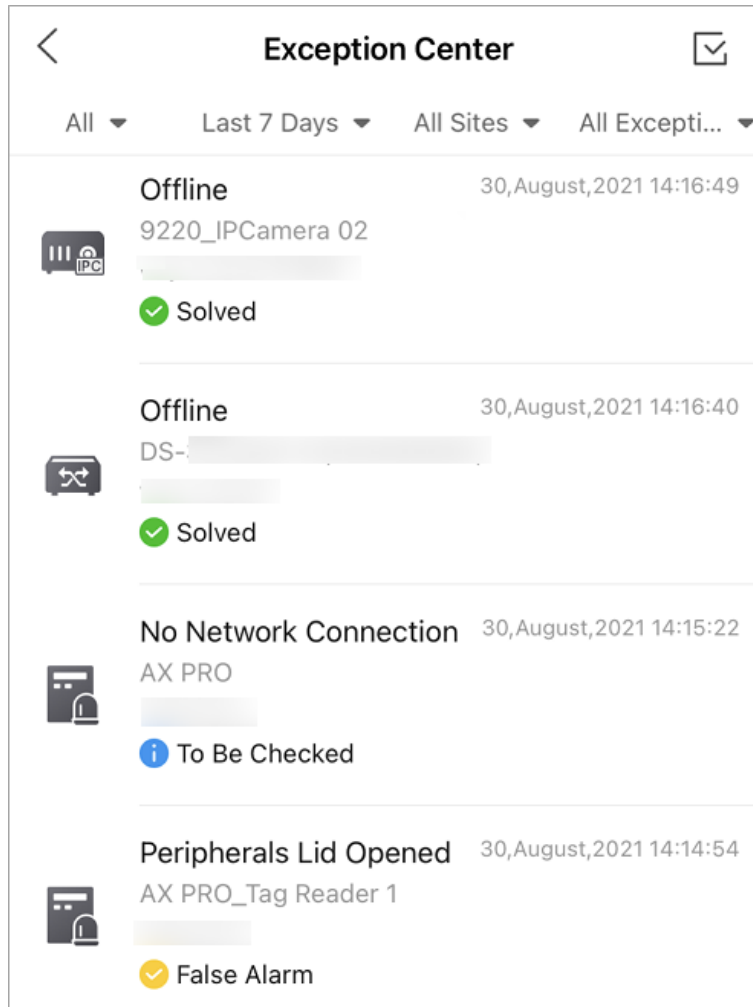 Exception Center
All Last 7 Days All Sites All Excepti...
Offline 30,August,2021 14:16:49
9220_IPCamera 02
IPC
Solved
Offline 30,August,2021 14:16:40
DS-
Solved
No Network Connection 30,August,2021 14:15:22
AX PRO
To Be Checked
Peripherals Lid Opened 30,August,2021 14:14:54
AX PRO_Tag Reader 1
False Alarm